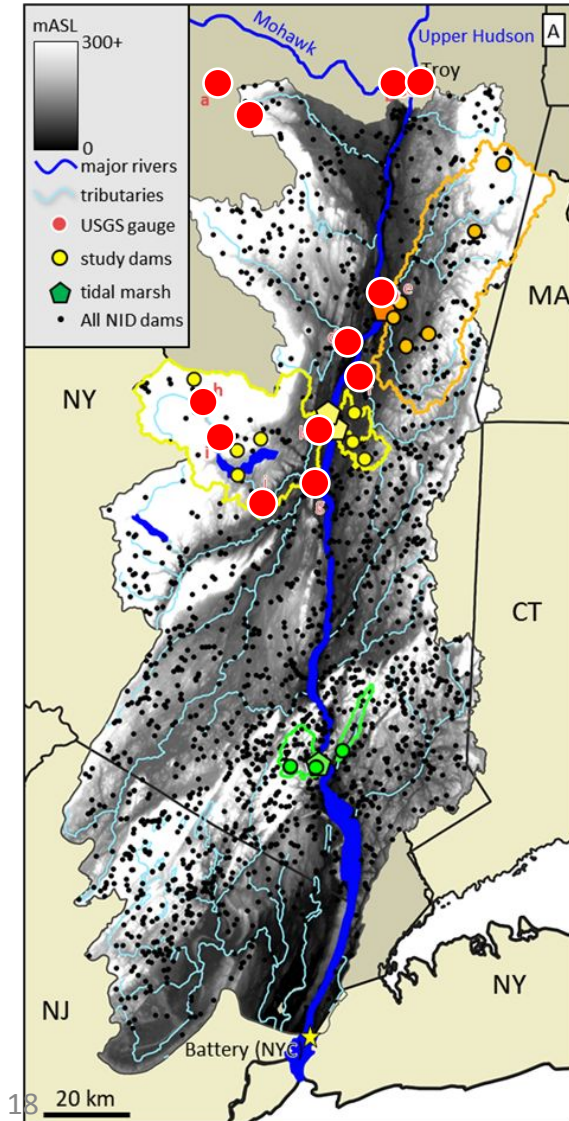 mASL
300+
0
major rivers
tributaries
USGS gauge
study dams
tidal marsh
All NID dams
Mohawk
Upper Hudson
A
Troy
a
e
MA
NY
h
i
j
g
CT
NJ
NY
Battery (NYC)
18
20 km